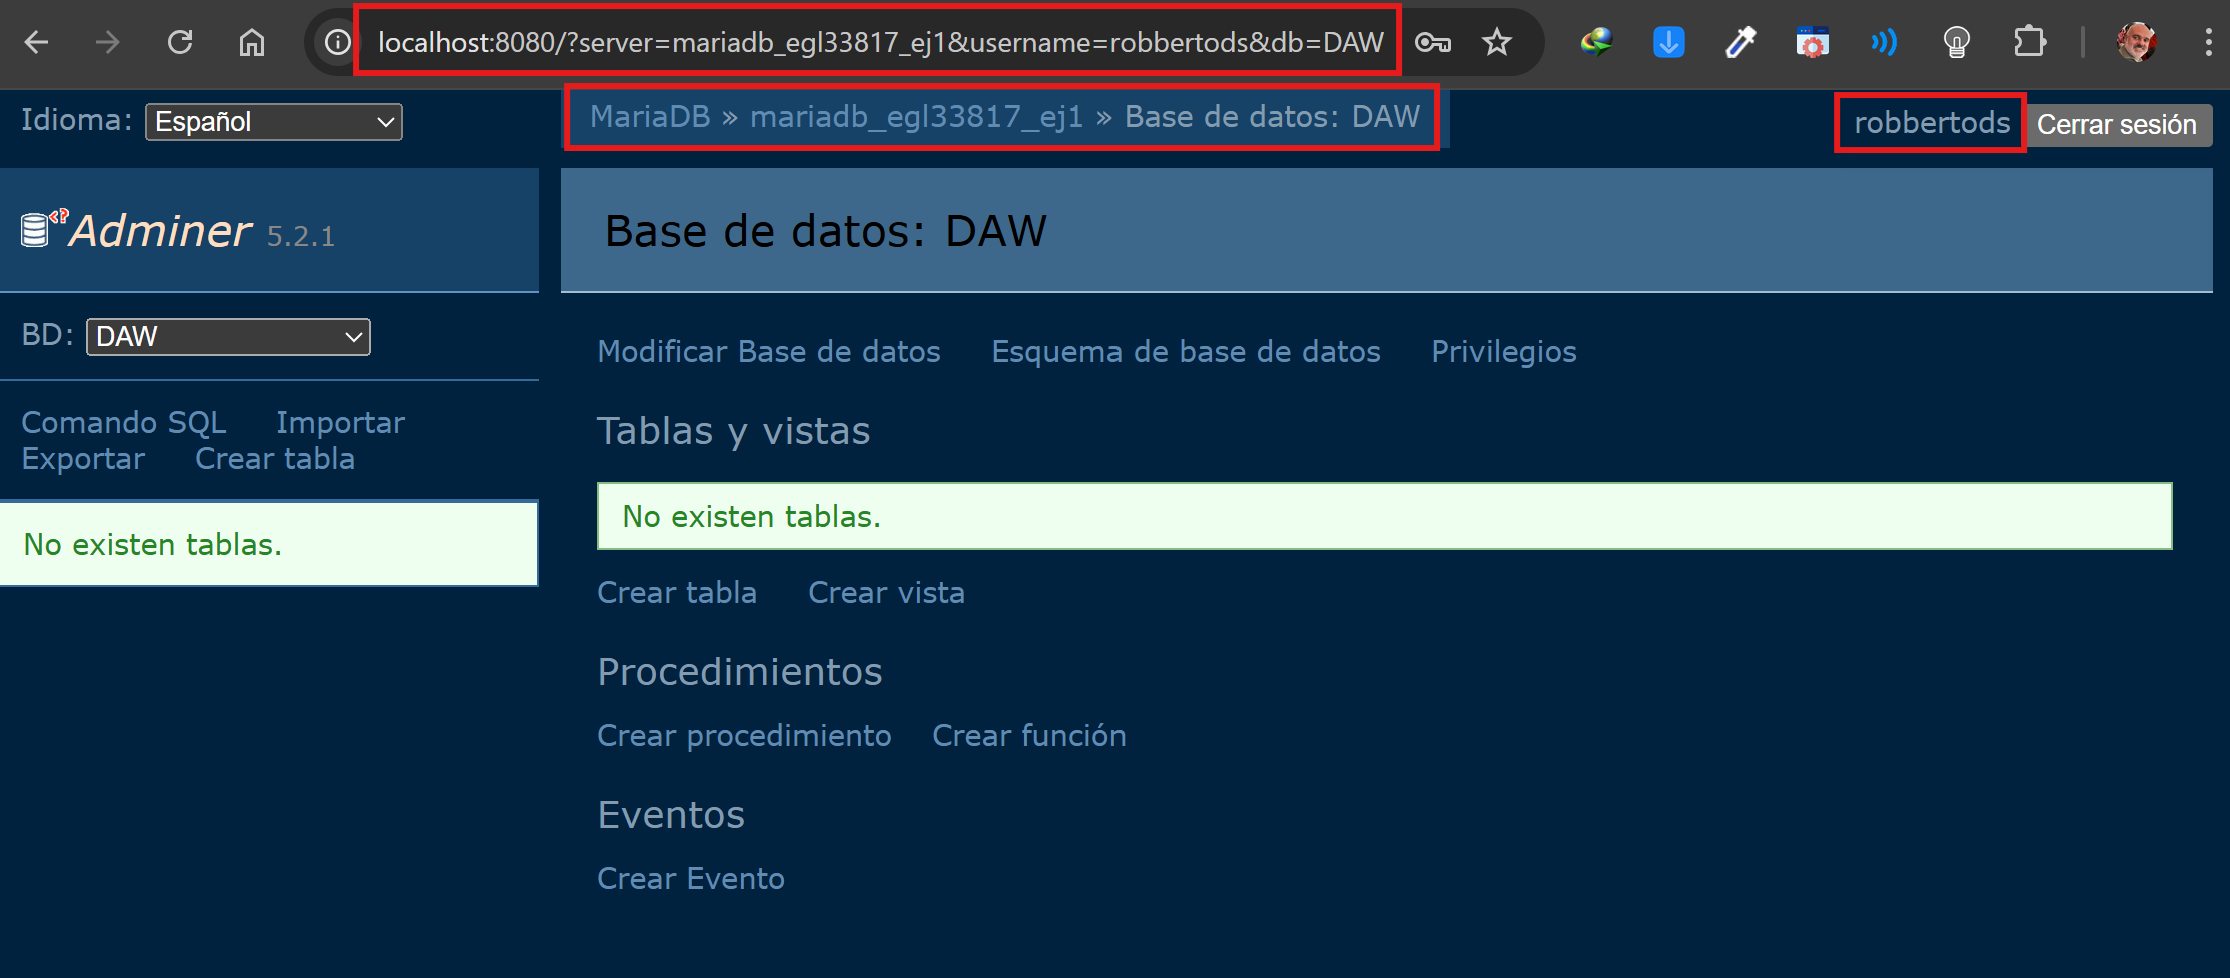 localhost:8080/?server=mariadb_egl33817_ej1&username=robbertods&db=DAW
Idioma: Español
MariaDB » mariadb_egl33817_ej1 » Base de datos: DAW
robbertods Cerrar sesión
Adminer 5.2.1
Base de datos: DAW
BD: DAW
Modificar Base de datos Esquema de base de datos Privilegios
Comando SQL Importar
Exportar Crear tabla
No existen tablas.
Tablas y vistas
No existen tablas.
Crear tabla Crear vista
Procedimientos
Crear procedimiento Crear función
Eventos
Crear Evento